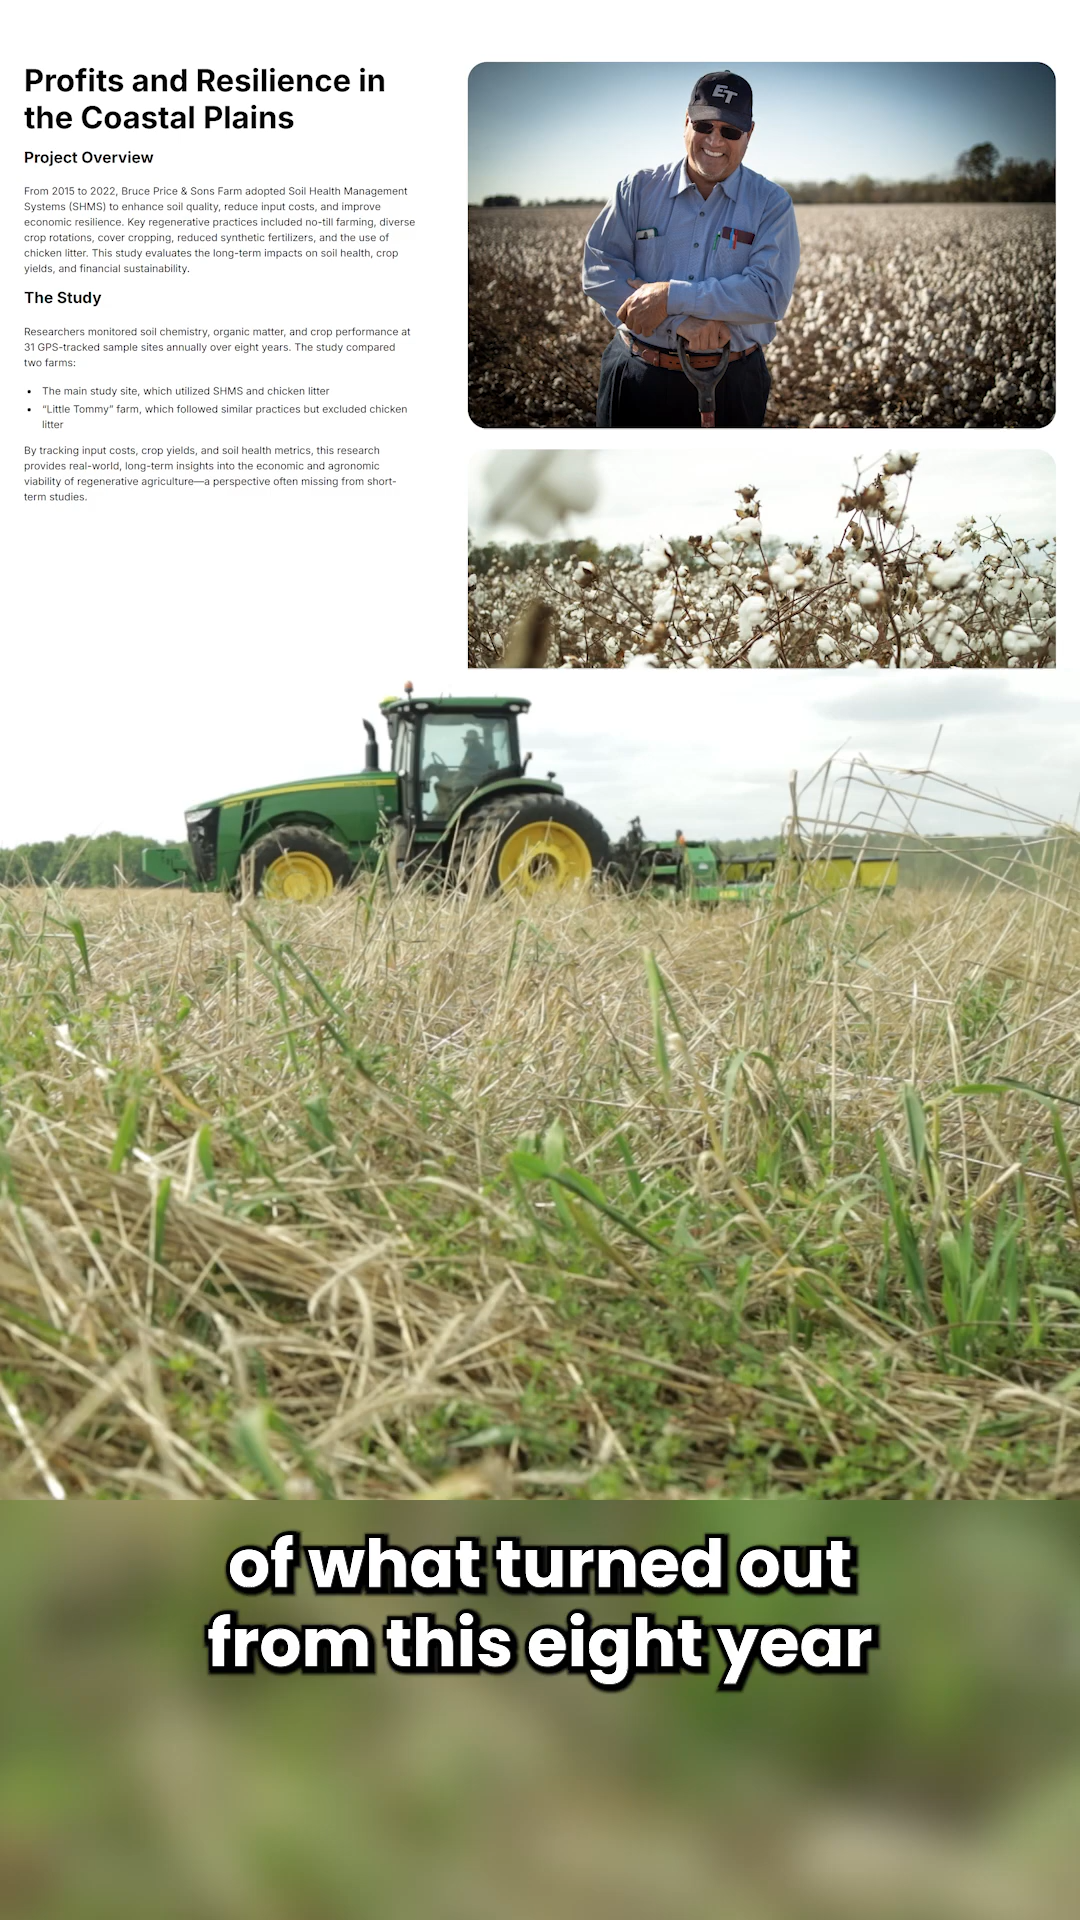 Profits and Resilience in
the Coastal Plains
Project Overview
From 2015 to 2022, Bruce Price & Sons Farm adopted Soil Health Management
Systems (SHMS) to enhance soil quality, reduce input costs, and improve
economic resilience. Key regenerative practices included no-till farming, diverse
crop rotations, cover cropping, reduced synthetic fertilizers, and the use of
chicken litter. This study evaluates the long-term impacts on soil health, crop
yields, and financial sustainability.
The Study
Researchers monitored soil chemistry, organic matter, and crop performance at
31 GPS-tracked sample sites annually over eight years. The study compared
two farms:
• The main study site, which utilized SHMS and chicken litter
• “Little Tommy” farm, which followed similar practices but excluded chicken
litter
By tracking input costs, crop yields, and soil health metrics, this research
provides real-world, long-term insights into the economic and agronomic
viability of regenerative agriculture—a perspective often missing from short-
term studies.
ET
of what turned out
from this eight year